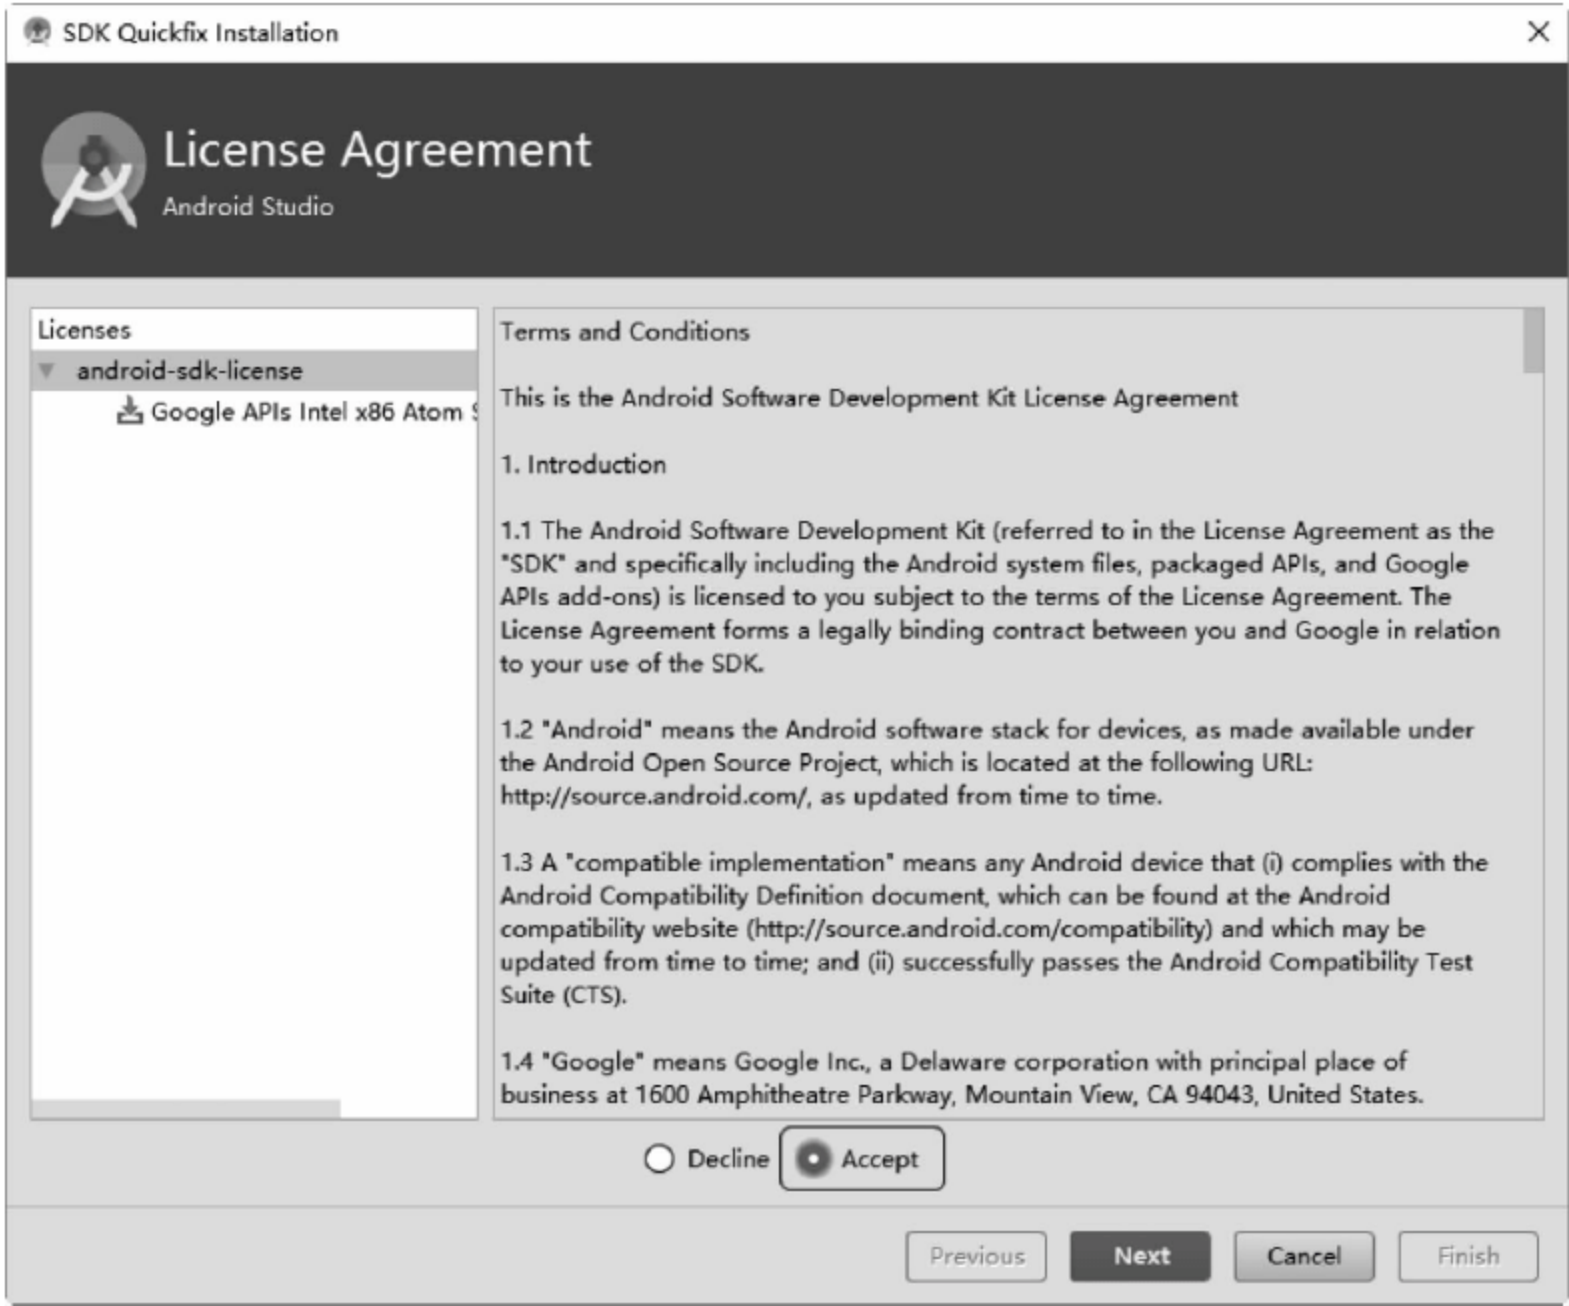 SDK Quickfix Installation
License Agreement
Android Studio
Licenses
android-sdk-license
Google APIs Intel x86 Atom S
Terms and Conditions
This is the Android Software Development Kit License Agreement
1. Introduction
1.1 The Android Software Development Kit (referred to in the License Agreement as the
"SDK" and specifically including the Android system files, packaged APIs, and Google
APIs add-ons) is licensed to you subject to the terms of the License Agreement. The
License Agreement forms a legally binding contract between you and Google in relation
to your use of the SDK.
1.2 "Android" means the Android software stack for devices, as made available under
the Android Open Source Project, which is located at the following URL:
http://source.android.com/, as updated from time to time.
1.3 A "compatible implementation" means any Android device that (i) complies with the
Android Compatibility Definition document, which can be found at the Android
compatibility website (http://source.android.com/compatibility) and which may be
updated from time to time; and (ii) successfully passes the Android Compatibility Test
Suite (CTS).
1.4 "Google" means Google Inc., a Delaware corporation with principal place of
business at 1600 Amphitheatre Parkway, Mountain View, CA 94043, United States.
Decline Accept
Previous Next Cancel Finish